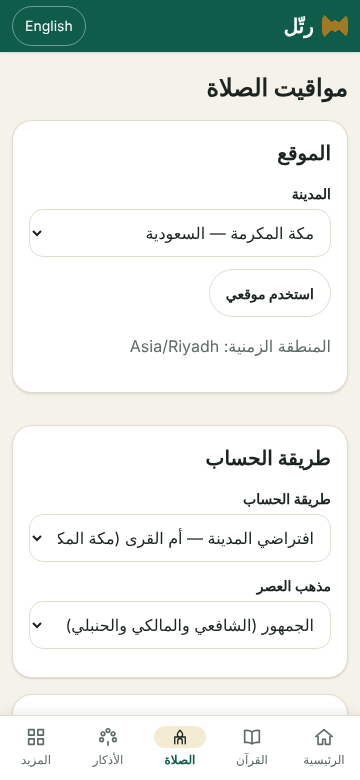 رتّل
English
مواقيت الصلاة
الموقع
المدينة
مكة المكرمة — السعودية
استخدم موقعي
المنطقة الزمنية: Asia/Riyadh
طريقة الحساب
طريقة الحساب
افتراضي المدينة — أم القرى (مكة المك
مذهب العصر
الجمهور (الشافعي والمالكي والحنبلي)
الرئيسية
القرآن
الصلاة
الأذكار
المزيد